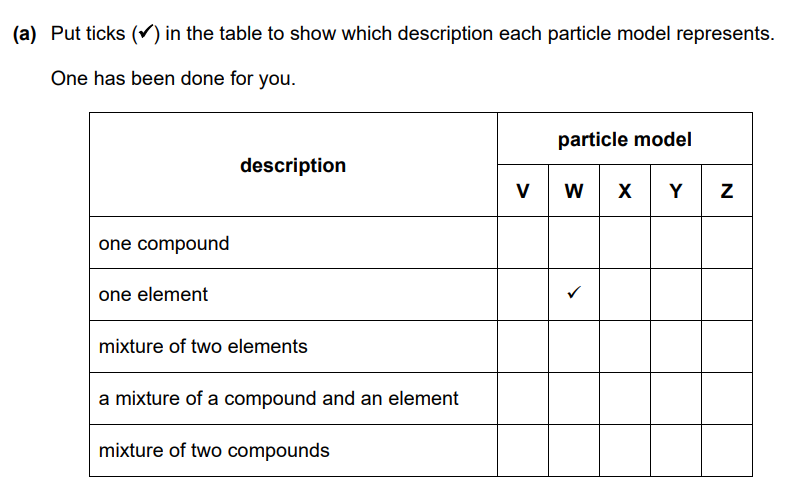 (a) Put ticks (✓) in the table to show which description each particle model represents.
One has been done for you.
description
particle model
V W X Y Z
one compound
one element ✓
mixture of two elements
a mixture of a compound and an element
mixture of two compounds